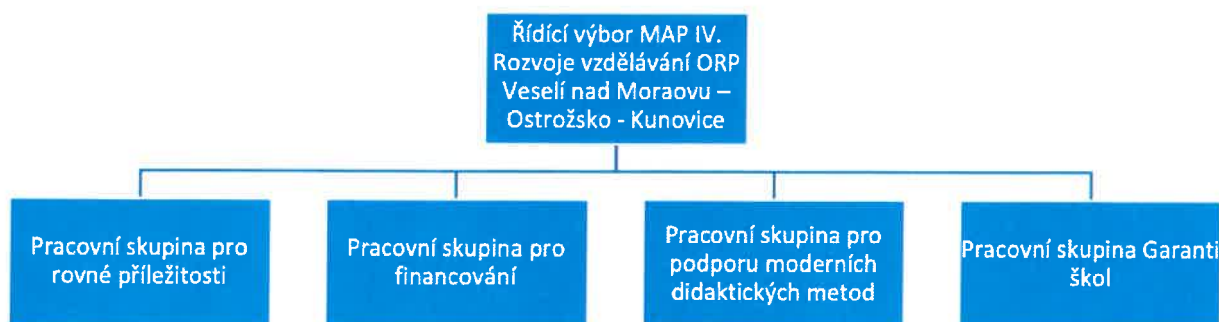 Řídící výbor MAP IV.
Rozvoje vzdělávání ORP
Veselí nad Moraovu –
Ostrožsko - Kunovice
Pracovní skupina pro
rovné příležitosti
Pracovní skupina pro
financování
Pracovní skupina pro
podporu moderních
didaktických metod
Pracovní skupina Garanti
škol